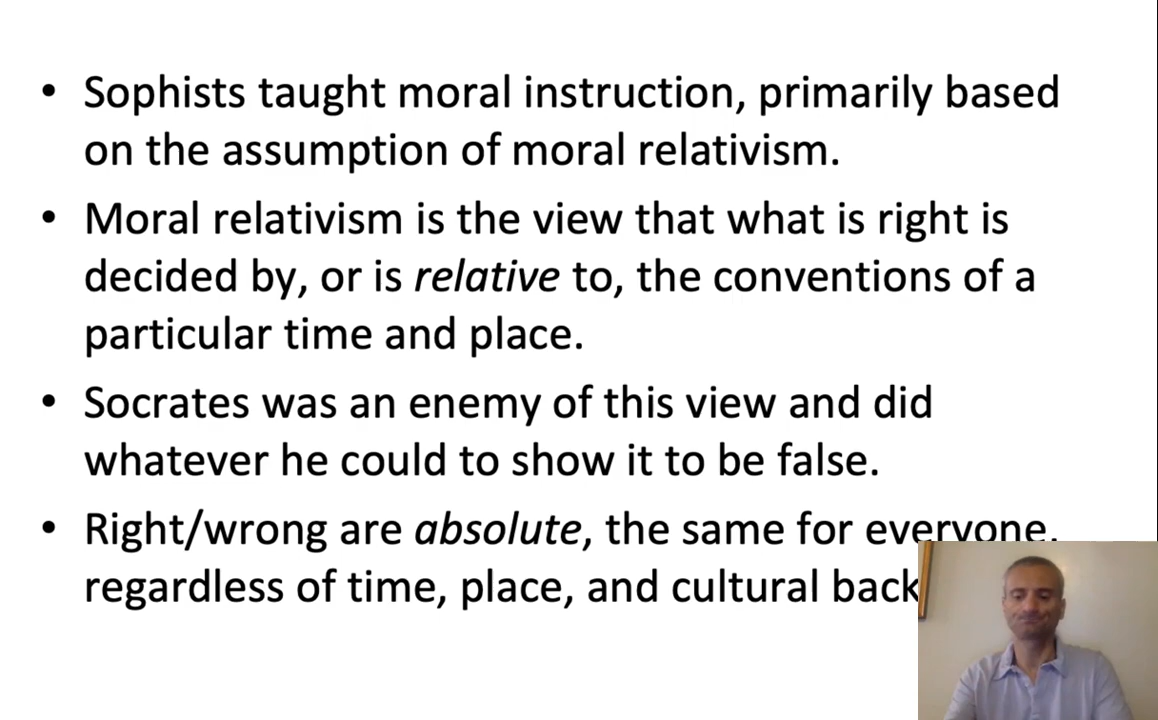 • Sophists taught moral instruction, primarily based
on the assumption of moral relativism.
• Moral relativism is the view that what is right is
decided by, or is relative to, the conventions of a
particular time and place.
• Socrates was an enemy of this view and did
whatever he could to show it to be false.
• Right/wrong are absolute, the same for everyone,
regardless of time, place, and cultural back